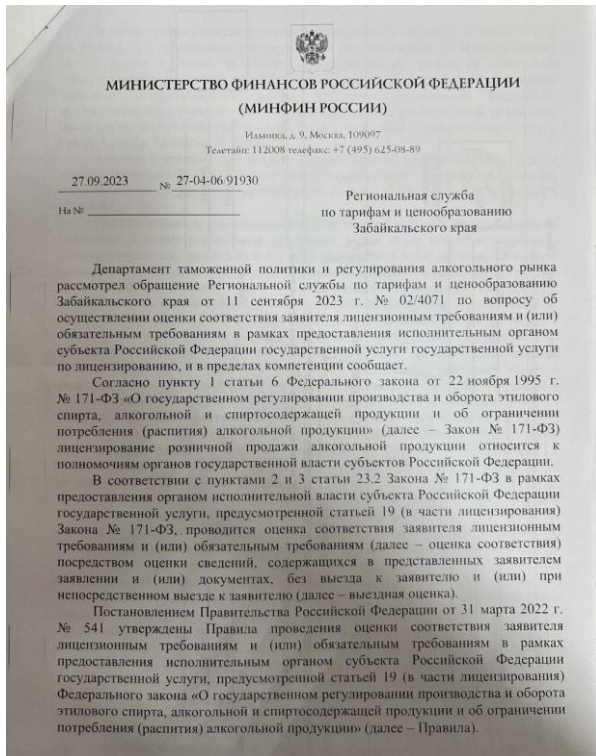 МИНИСТЕРСТВО ФИНАНСОВ РОССИЙСКОЙ ФЕДЕРАЦИИ
(МИНФИН РОССИИ)
Ильинка, д. 9, Москва, 109097
Телетайп: 112008 телефакс: +7 (495) 625-08-89
27.09.2023 № 27-04-06/91930
На №
Региональная служба
по тарифам и ценообразованию
Забайкальского края
Департамент таможенной политики и регулирования алкогольного рынка
рассмотрел обращение Региональной службы по тарифам и ценообразованию
Забайкальского края от 11 сентября 2023 г. № 02/4071 по вопросу об
осуществлении оценки соответствия заявителя лицензионным требованиям и (или)
обязательным требованиям в рамках предоставления исполнительным органом
субъекта Российской Федерации государственной услуги государственной услуги
по лицензированию, и в пределах компетенции сообщает.
Согласно пункту 1 статьи 6 Федерального закона от 22 ноября 1995 г.
№ 171-ФЗ «О государственном регулировании производства и оборота этилового
спирта, алкогольной и спиртосодержащей продукции и об ограничении
потребления (распития) алкогольной продукции» (далее – Закон № 171-ФЗ)
лицензирование розничной продажи алкогольной продукции относится к
полномочиям органов государственной власти субъектов Российской Федерации.
В соответствии с пунктами 2 и 3 статьи 23.2 Закона № 171-ФЗ в рамках
предоставления органом исполнительной власти субъекта Российской Федерации
государственной услуги, предусмотренной статьей 19 (в части лицензирования)
Закона № 171-ФЗ, проводится оценка соответствия заявителя лицензионным
требованиям и (или) обязательным требованиям (далее – оценка соответствия)
посредством оценки сведений, содержащихся в представленных заявителем
заявлении и (или) документах, без выезда к заявителю и (или) при
непосредственном выезде к заявителю (далее – выездная оценка).
Постановлением Правительства Российской Федерации от 31 марта 2022 г.
№ 541 утверждены Правила проведения оценки соответствия заявителя
лицензионным требованиям и (или) обязательным требованиям в рамках
предоставления исполнительным органом субъекта Российской Федерации
государственной услуги, предусмотренной статьей 19 (в части лицензирования)
Федерального закона «О государственном регулировании производства и оборота
этилового спирта, алкогольной и спиртосодержащей продукции и об ограничении
потребления (распития) алкогольной продукции» (далее – Правила).